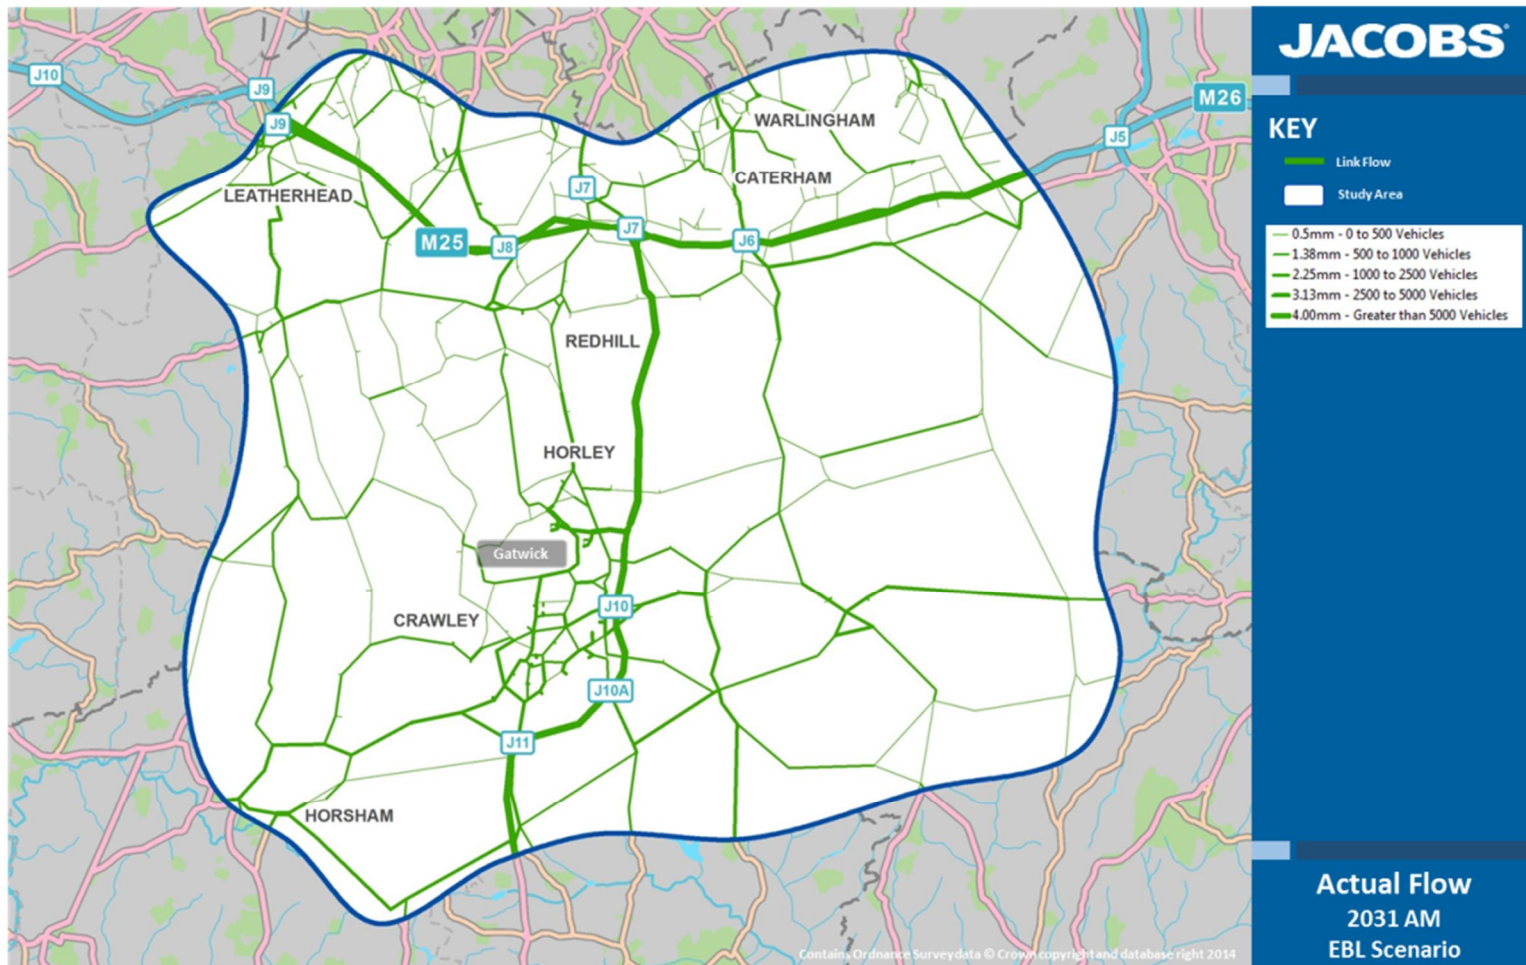 JACOBS
J10
J9
M26
J9
WARLINGHAM
J5
KEY
Link Flow
CATERHAM
J7
LEATHERHEAD
Study Area
J7
M25
J8
J6
0.5mm - 0 to 500 Vehicles
1.38mm - 500 to 1000 Vehicles
2.25mm - 1000 to 2500 Vehicles
3.13mm - 2500 to 5000 Vehicles
4.00mm - Greater than 5000 Vehicles
REDHILL
HORLEY
Gatwick
J10
CRAWLEY
J10A
J11
HORSHAM
Actual Flow
2031 AM
EBL Scenario
Contains Ordnance Survey data © Crown copyright and database right 2014